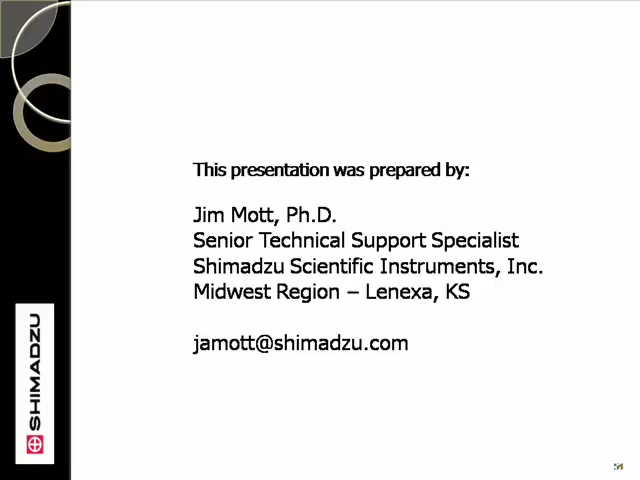 This presentation was prepared by:
Jim Mott, Ph.D.
Senior Technical Support Specialist
Shimadzu Scientific Instruments, Inc.
Midwest Region – Lenexa, KS
jamott@shimadzu.com
SHIMADZU
54